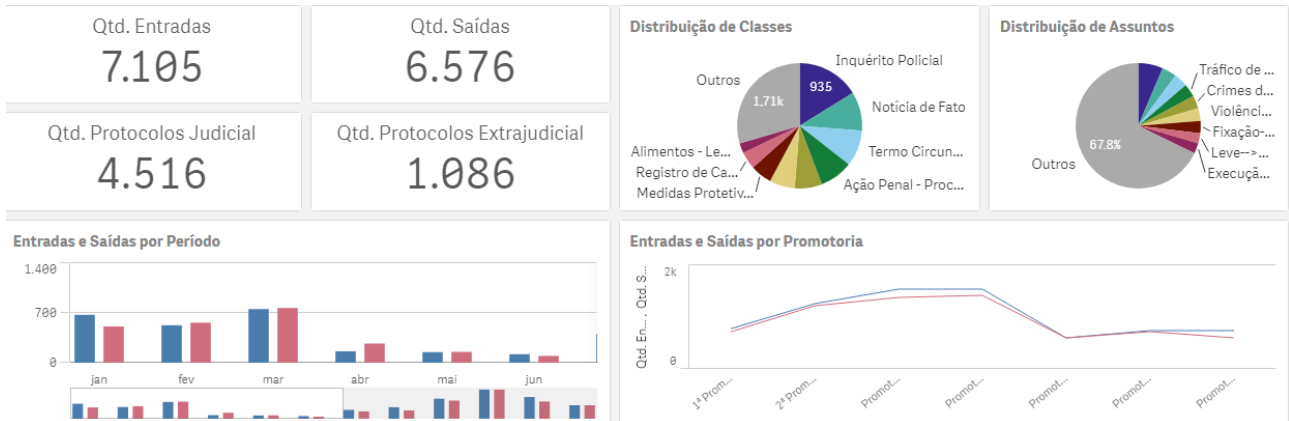 Qtd. Entradas
7.105
Qtd. Saídas
6.576
Qtd. Protocolos Judicial
4.516
Qtd. Protocolos Extrajudicial
1.086
Distribuição de Classes
Inquérito Policial
Outros
935
1,71k
Notícia de Fato
Alimentos - Le...
Termo Circun...
Registro de Ca...
Ação Penal - Proc...
Medidas Protetiv...
Distribuição de Assuntos
Tráfico de ...
Crimes d...
Violênci...
Fixação-...
67.8%
Leve-->...
Outros
Execuçã...
Entradas e Saídas por Período
1.400
700
0
jan
fev
mar
abr
mai
jun
Entradas e Saídas por Promotoria
Qtd. En... , Qtd. S...
2k
0
1ª Prom...
2ª Prom...
Promot...
Promot...
Promot...
Promot...
Promot...